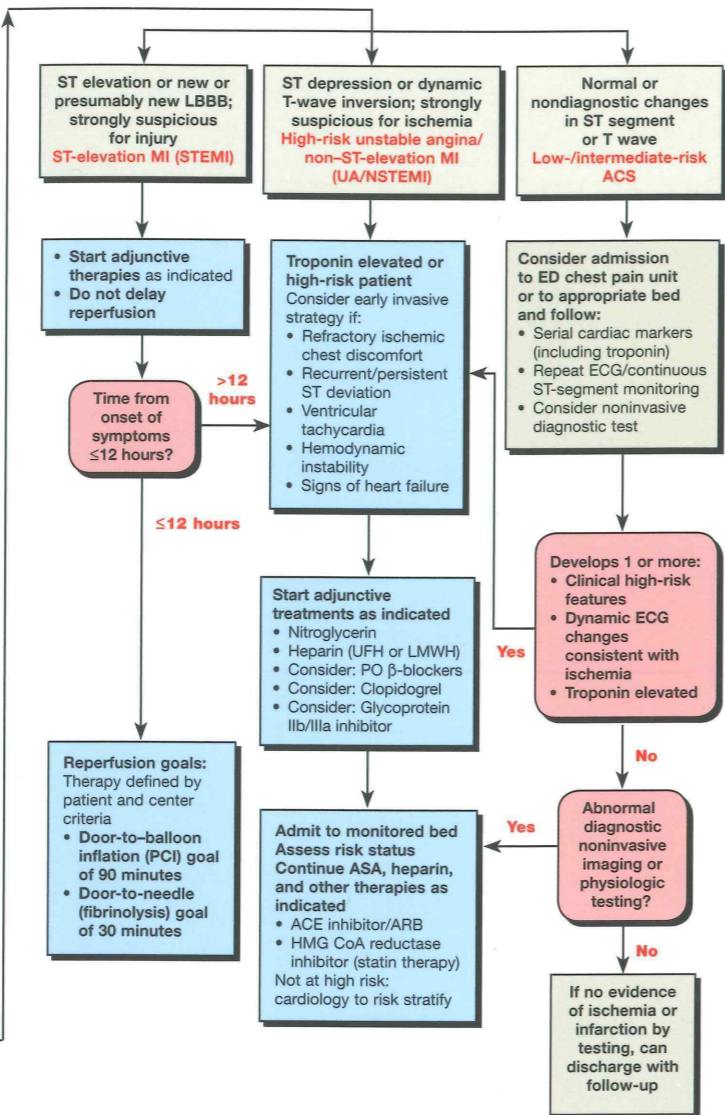 ST elevation or new or
presumably new LBBB;
strongly suspicious
for injury
ST-elevation MI (STEMI)
ST depression or dynamic
T-wave inversion; strongly
suspicious for ischemia
High-risk unstable angina/
non–ST-elevation MI
(UA/NSTEMI)
Normal or
nondiagnostic changes
in ST segment
or T wave
Low-/intermediate-risk
ACS
• Start adjunctive
therapies as indicated
• Do not delay
reperfusion
Troponin elevated or
high-risk patient
Consider early invasive
strategy if:
• Refractory ischemic
chest discomfort
• Recurrent/persistent
ST deviation
• Ventricular
tachycardia
• Hemodynamic
instability
• Signs of heart failure
Consider admission
to ED chest pain unit
or to appropriate bed
and follow:
• Serial cardiac markers
(including troponin)
• Repeat ECG/continuous
ST-segment monitoring
• Consider noninvasive
diagnostic test
Time from
onset of
symptoms
≤12 hours?
>12
hours
≤12 hours
Develops 1 or more:
• Clinical high-risk
features
• Dynamic ECG
changes
consistent with
ischemia
• Troponin elevated
Yes
No
Start adjunctive
treatments as indicated
• Nitroglycerin
• Heparin (UFH or LMWH)
• Consider: PO β-blockers
• Consider: Clopidogrel
• Consider: Glycoprotein
IIb/IIIa inhibitor
Reperfusion goals:
Therapy defined by
patient and center
criteria
• Door-to–balloon
inflation (PCI) goal
of 90 minutes
• Door-to-needle
(fibrinolysis) goal
of 30 minutes
Admit to monitored bed
Assess risk status
Continue ASA, heparin,
and other therapies as
indicated
• ACE inhibitor/ARB
• HMG CoA reductase
inhibitor (statin therapy)
Not at high risk:
cardiology to risk stratify
Yes
Abnormal
diagnostic
noninvasive
imaging or
physiologic
testing?
No
If no evidence
of ischemia or
infarction by
testing, can
discharge with
follow-up